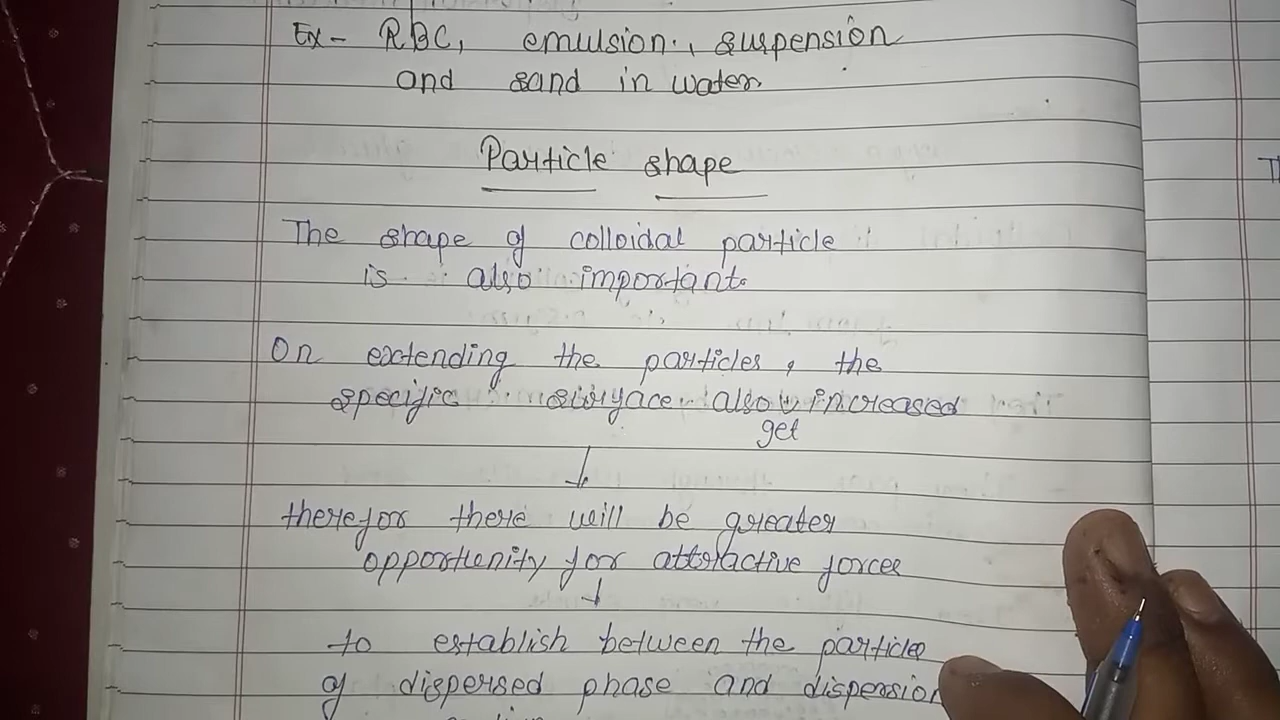 Ex - RBC, emulsion, suspension
and sand in water.
Particle shape
The shape of colloidal particle
is also important.
On extending the particles, the
specific surface also increased
get
therefor there will be greater
opportunity for attractive forces
to establish between the particles
of dispersed phase and dispersion